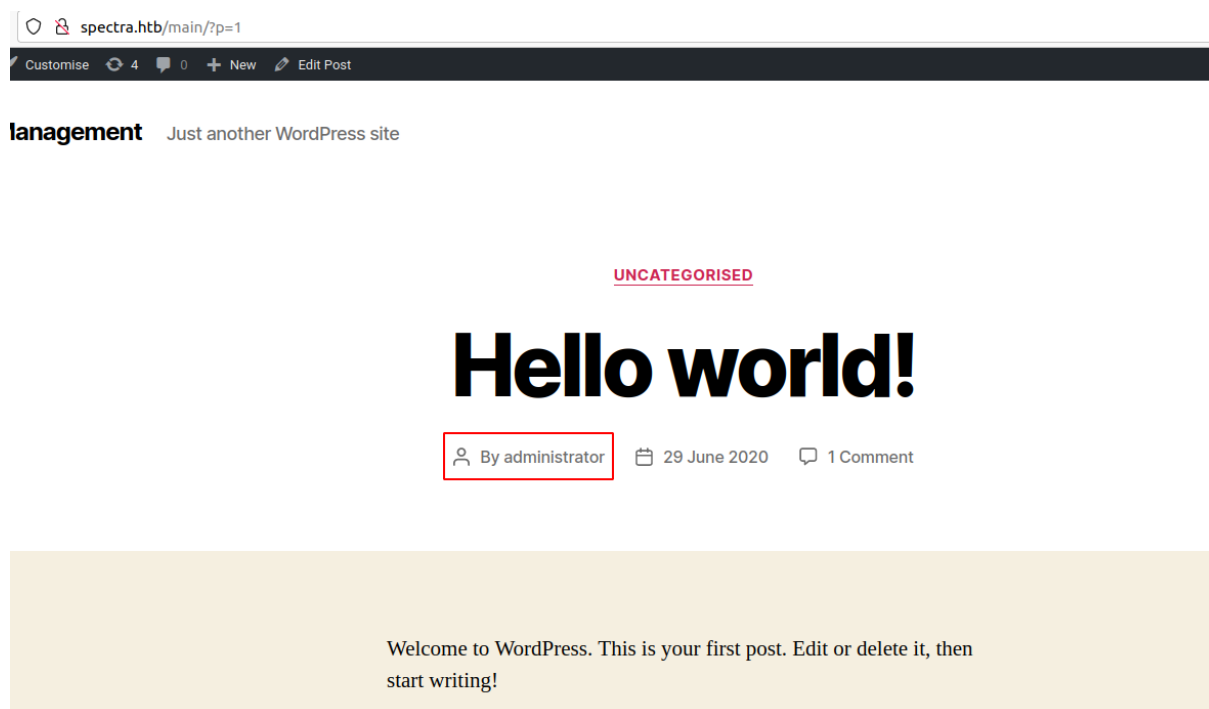 spectra.htb/main/?p=1
Customise 4 0 New Edit Post
Management Just another WordPress site
UNCATEGORISED
Hello world!
By administrator 29 June 2020 1 Comment
Welcome to WordPress. This is your first post. Edit or delete it, then
start writing!